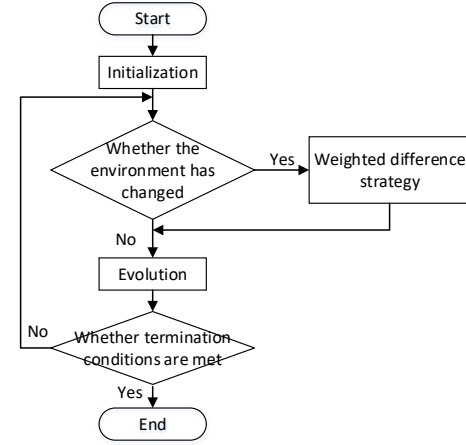 Start
Initialization
Whether the
environment has
changed
Yes
Weighted difference
strategy
No
Evolution
No
Whether termination
conditions are met
Yes
End